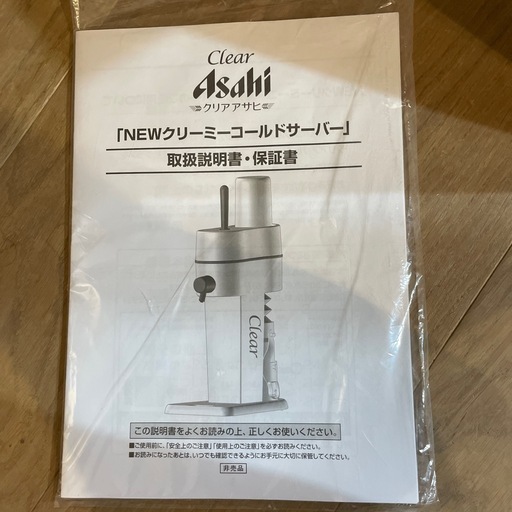 Clear
Asahi
クリアアサヒ
「NEWクリーミーコールドサーバー」
取扱説明書・保証書
Clear
この説明書をよくお読みの上、正しくお使いください。
■ご使用前に、「安全上のご注意」「使用上のご注意」を必ずお読みください。
■お読みになったあとは、いつでも確認できるようにお手元に大切に保管してください。
非売品